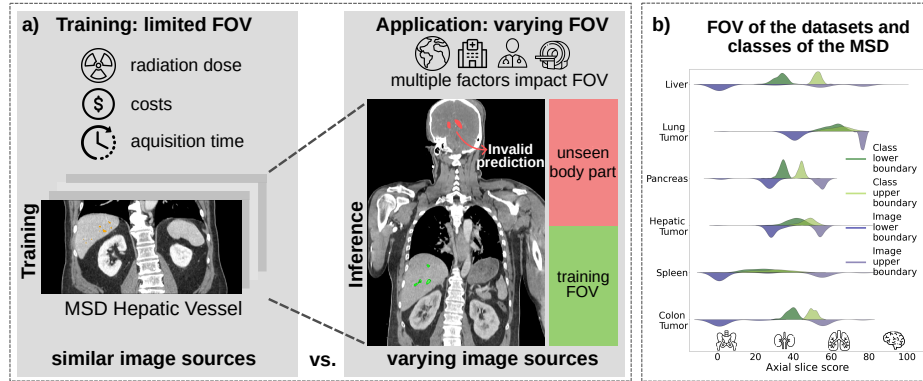 a)
Training: limited FOV
radiation dose
$
costs
aquisition time
Training
MSD Hepatic Vessel
similar image sources
vs.
Application: varying FOV
multiple factors impact FOV
Inference
Invalid
prediction
unseen
body part
training
FOV
varying image sources
b)
FOV of the datasets and
classes of the MSD
Liver
Lung
Tumor
Pancreas
Hepatic
Tumor
Spleen
Colon
Tumor
Class
lower
boundary
Class
upper
boundary
Image
lower
boundary
Image
upper
boundary
0 20 40 60 80 100
Axial slice score